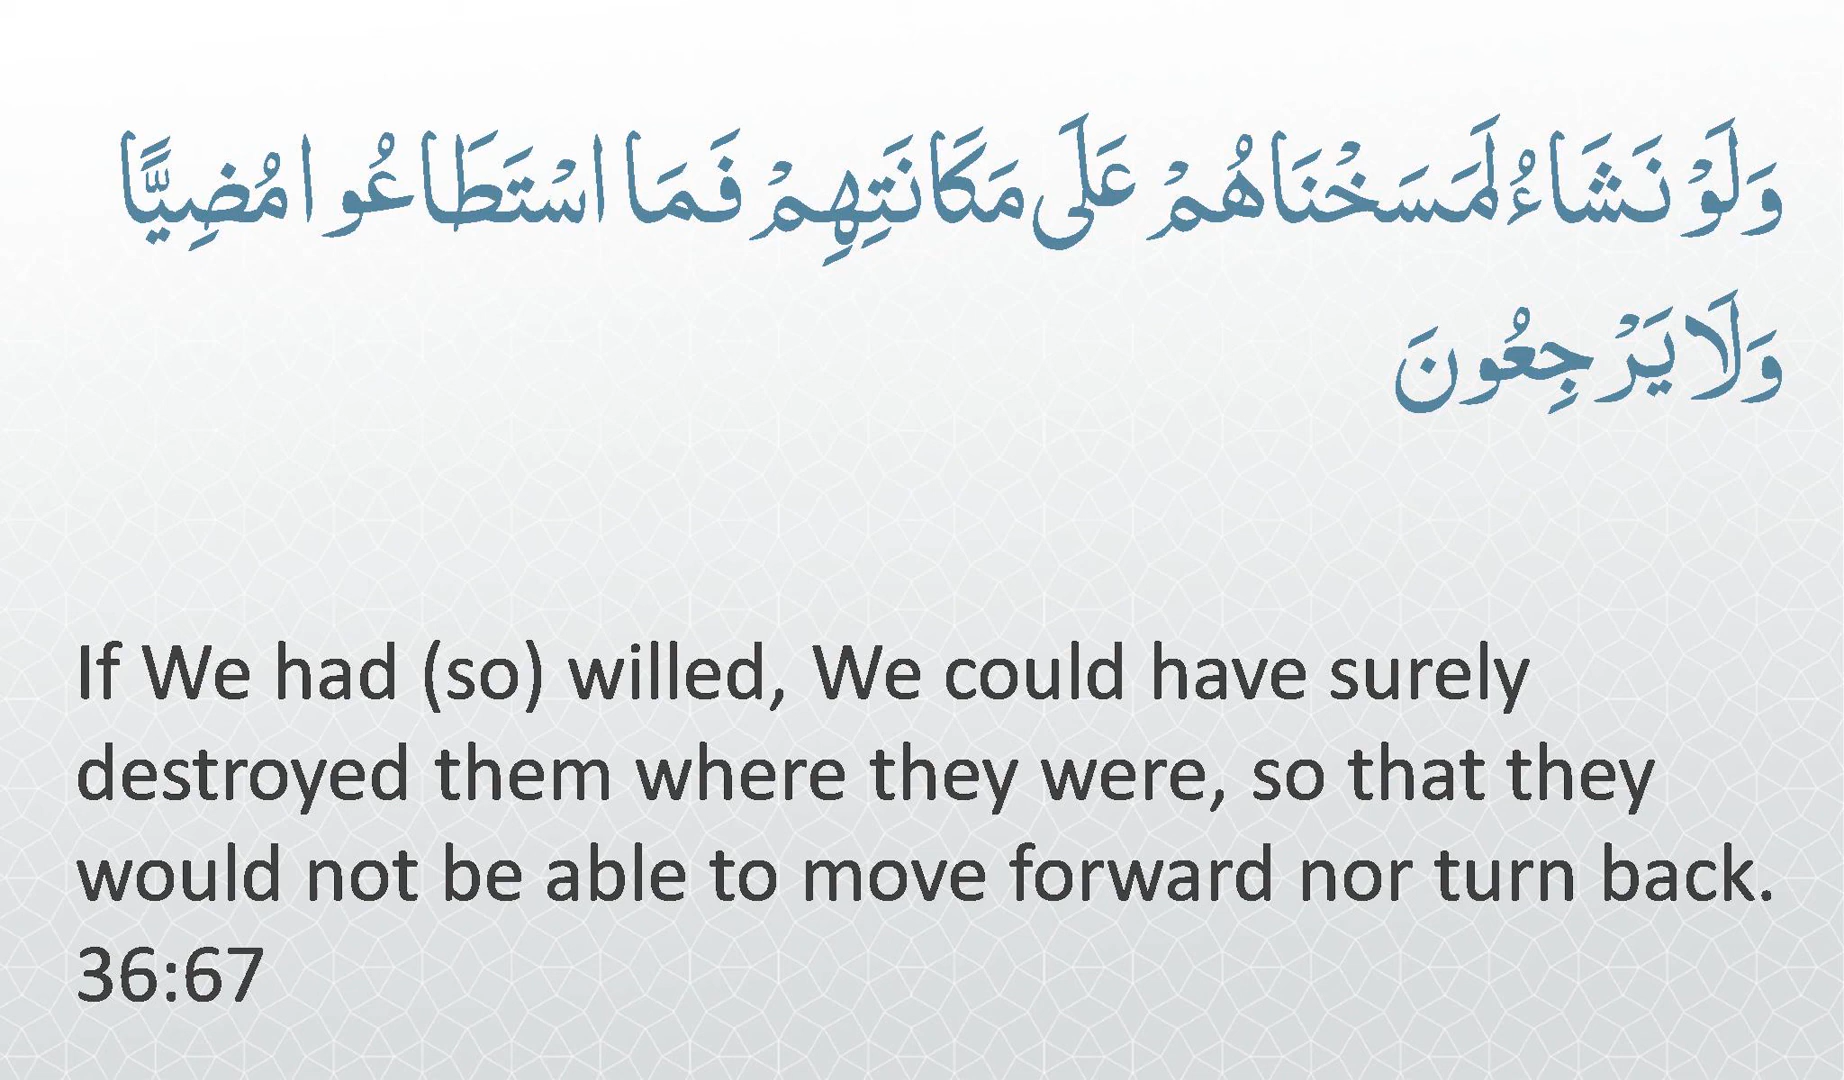 وَلَوْ نَشَاءُ لَمَسَخْنَاهُمْ عَلَى مَكَانَتِهِمْ فَمَا اسْتَطَاعُوا مُضِيًّا
وَلَا يَرْجِعُونَ
If We had (so) willed, We could have surely
destroyed them where they were, so that they
would not be able to move forward nor turn back.
36:67